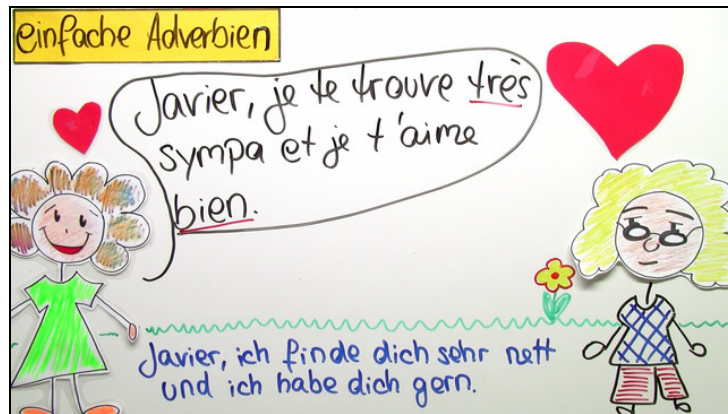 einfache Adverbien
Javier, je te trouve très
sympa et je t'aime
bien.
Javier, ich finde dich sehr nett
und ich habe dich gern.